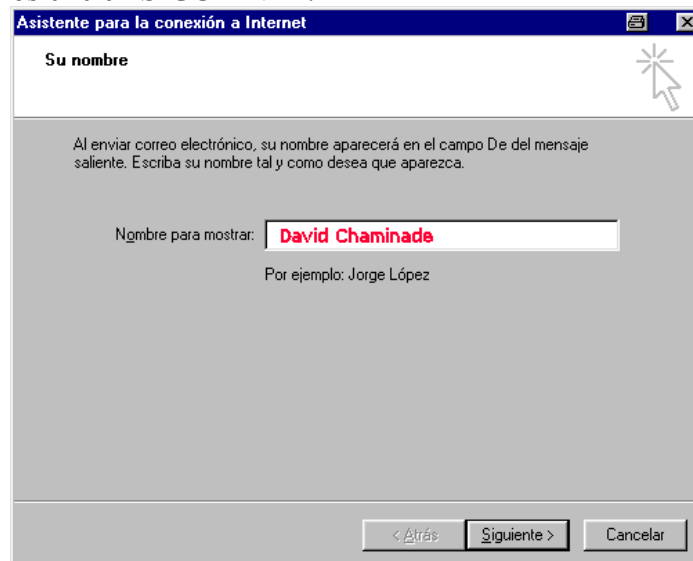 Asistente para la conexión a Internet
Su nombre
Al enviar correo electrónico, su nombre aparecerá en el campo De del mensaje
saliente. Escriba su nombre tal y como desea que aparezca.
Nombre para mostrar: David Chaminade
Por ejemplo: Jorge López
< Atrás Siguiente > Cancelar